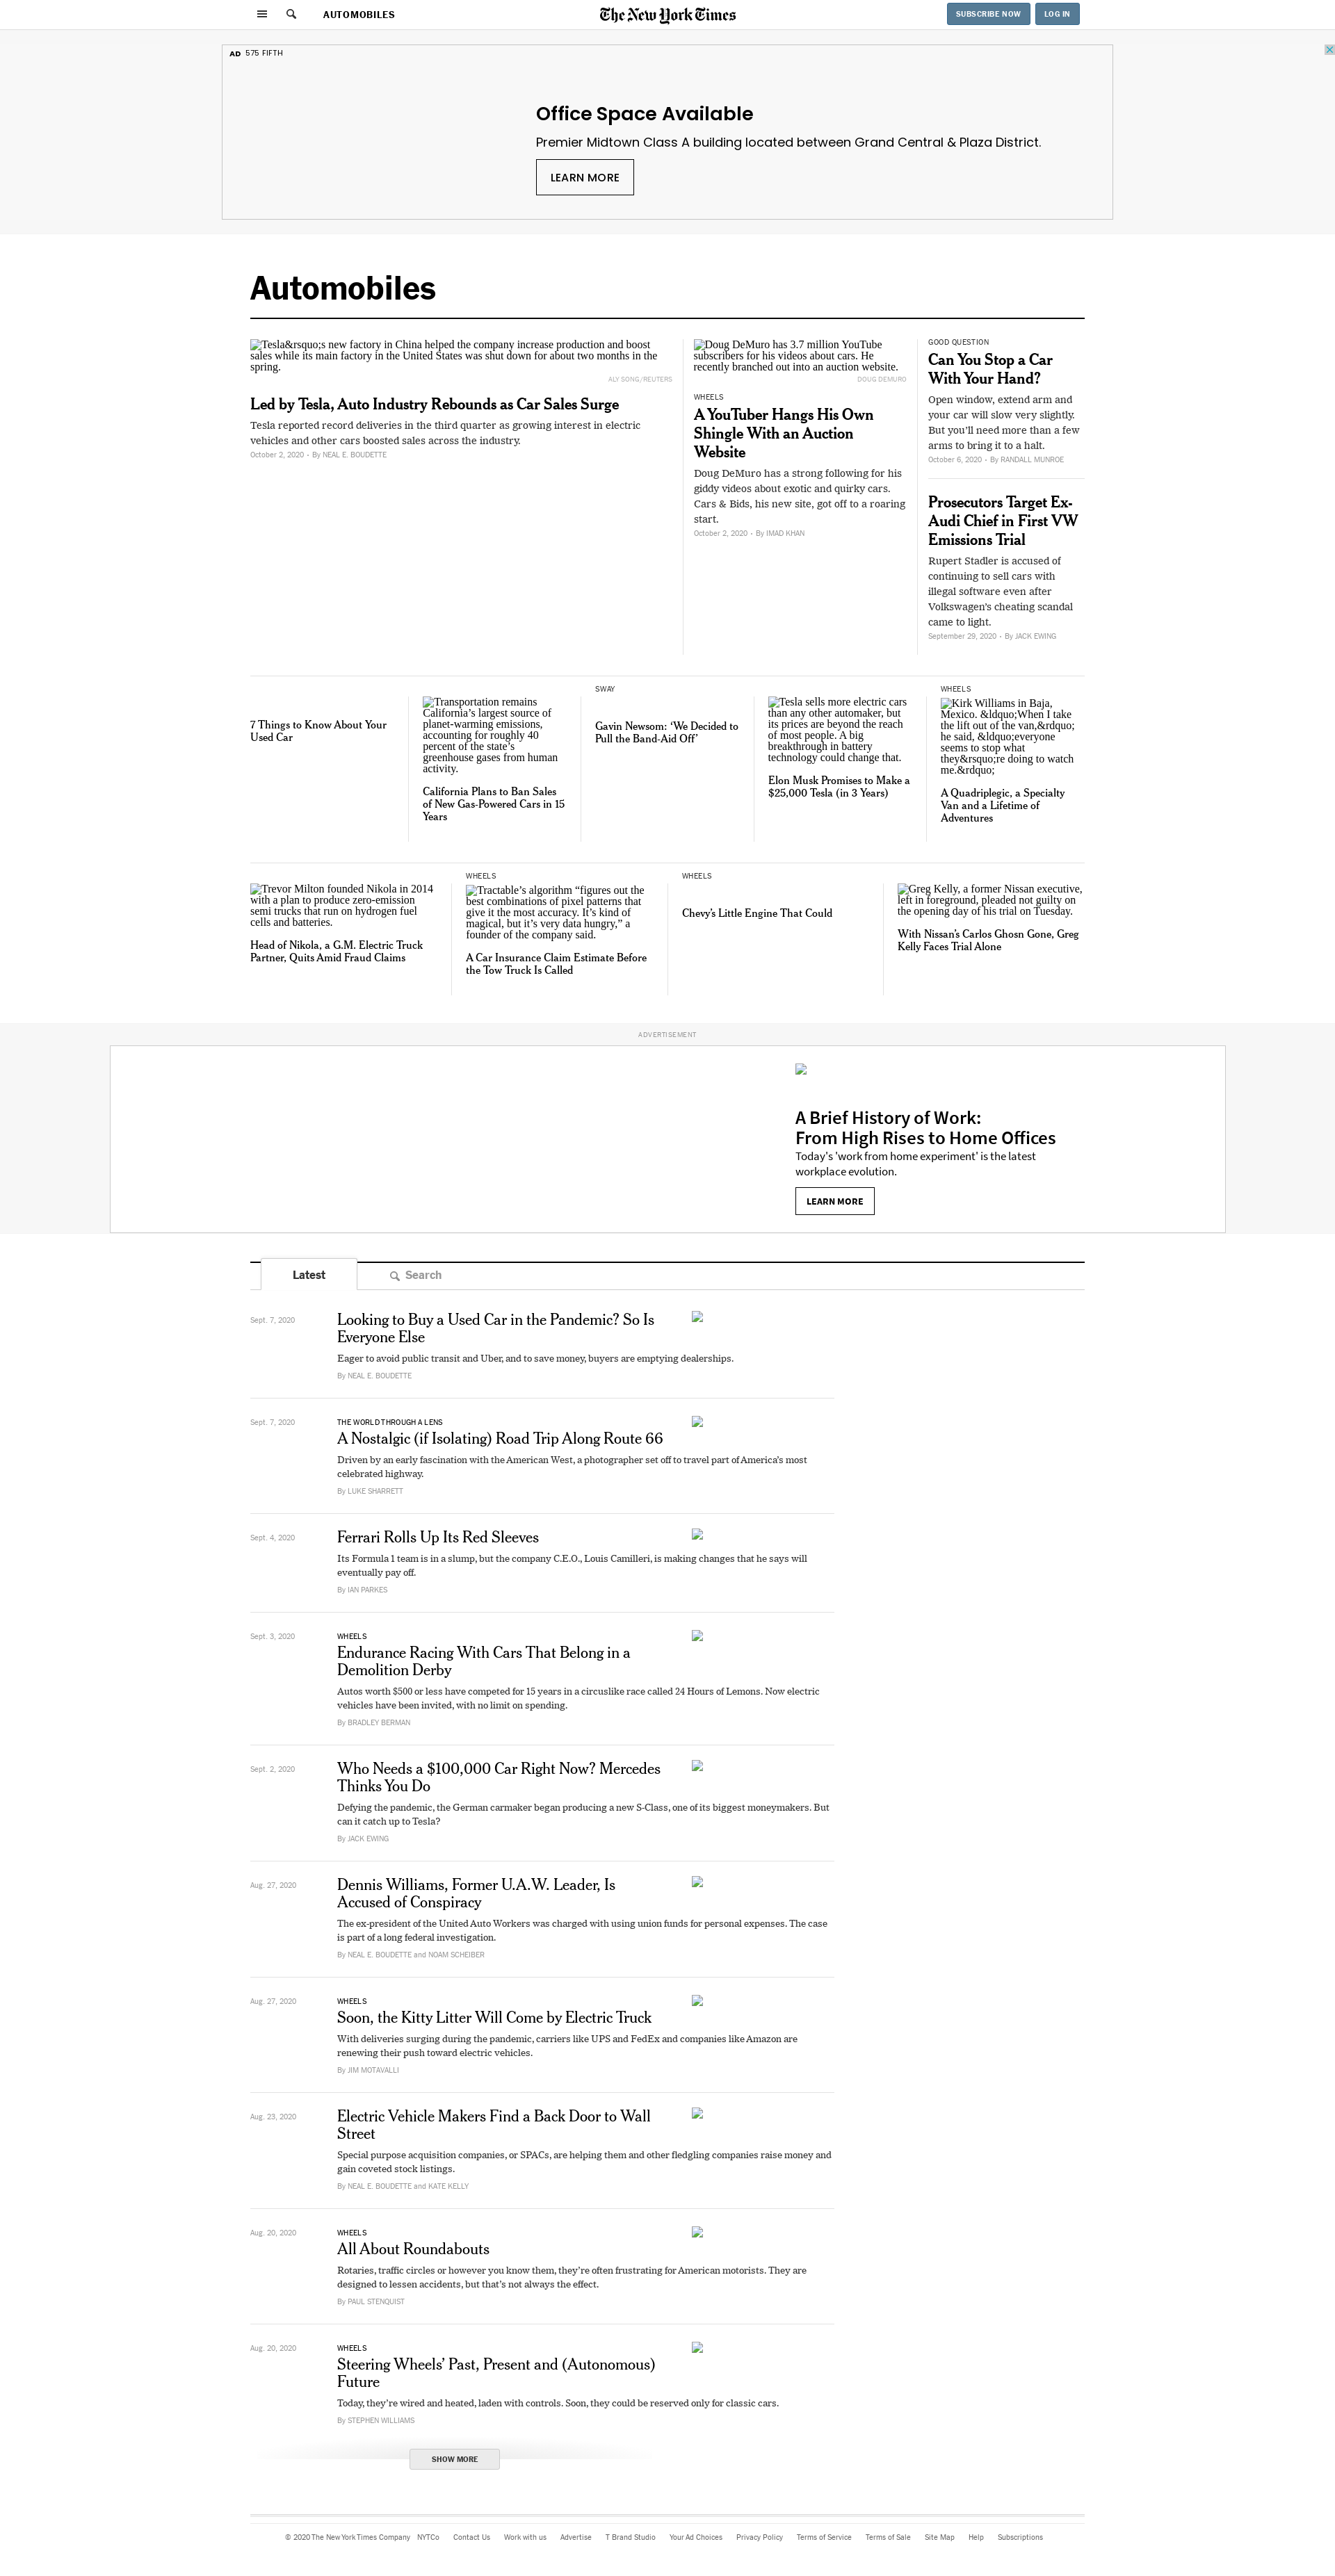 AUTOMOBILES
The New York Times
SUBSCRIBE NOW
LOG IN
AD 575 FIFTH
Office Space Available
Premier Midtown Class A building located between Grand Central & Plaza District.
LEARN MORE
Automobiles
Tesla&rsquo;s new factory in China helped the company increase production and boost
sales while its main factory in the United States was shut down for about two months in the
spring.
ALY SONG/REUTERS
Led by Tesla, Auto Industry Rebounds as Car Sales Surge
Tesla reported record deliveries in the third quarter as growing interest in electric
vehicles and other cars boosted sales across the industry.
October 2, 2020 • By NEAL E. BOUDETTE
Doug DeMuro has 3.7 million YouTube
subscribers for his videos about cars. He
recently branched out into an auction website.
DOUG DEMURO
WHEELS
A YouTuber Hangs His Own
Shingle With an Auction
Website
Doug DeMuro has a strong following for his
giddy videos about exotic and quirky cars.
Cars & Bids, his new site, got off to a roaring
start.
October 2, 2020 • By IMAD KHAN
GOOD QUESTION
Can You Stop a Car
With Your Hand?
Open window, extend arm and
your car will slow very slightly.
But you’ll need more than a few
arms to bring it to a halt.
October 6, 2020 • By RANDALL MUNROE
Prosecutors Target Ex-
Audi Chief in First VW
Emissions Trial
Rupert Stadler is accused of
continuing to sell cars with
illegal software even after
Volkswagen’s cheating scandal
came to light.
September 29, 2020 • By JACK EWING
7 Things to Know About Your
Used Car
Transportation remains
California’s largest source of
planet-warming emissions,
accounting for roughly 40
percent of the state’s
greenhouse gases from human
activity.
California Plans to Ban Sales
of New Gas-Powered Cars in 15
Years
SWAY
Gavin Newsom: ‘We Decided to
Pull the Band-Aid Off’
Tesla sells more electric cars
than any other automaker, but
its prices are beyond the reach
of most people. A big
breakthrough in battery
technology could change that.
Elon Musk Promises to Make a
$25,000 Tesla (in 3 Years)
WHEELS
Kirk Williams in Baja,
Mexico. &ldquo;When I take
the lift out of the van,&rdquo;
he said, &ldquo;everyone
seems to stop what
they&rsquo;re doing to watch
me.&rdquo;
A Quadriplegic, a Specialty
Van and a Lifetime of
Adventures
Trevor Milton founded Nikola in 2014
with a plan to produce zero-emission
semi trucks that run on hydrogen fuel
cells and batteries.
Head of Nikola, a G.M. Electric Truck
Partner, Quits Amid Fraud Claims
WHEELS
Tractable’s algorithm “figures out the
best combinations of pixel patterns that
give it the most accuracy. It’s kind of
magical, but it’s very data hungry,” a
founder of the company said.
A Car Insurance Claim Estimate Before
the Tow Truck Is Called
WHEELS
Chevy’s Little Engine That Could
Greg Kelly, a former Nissan executive,
left in foreground, pleaded not guilty on
the opening day of his trial on Tuesday.
With Nissan’s Carlos Ghosn Gone, Greg
Kelly Faces Trial Alone
ADVERTISEMENT
A Brief History of Work:
From High Rises to Home Offices
Today's 'work from home experiment' is the latest
workplace evolution.
LEARN MORE
Latest
Search
Sept. 7, 2020
Looking to Buy a Used Car in the Pandemic? So Is
Everyone Else
Eager to avoid public transit and Uber, and to save money, buyers are emptying dealerships.
By NEAL E. BOUDETTE
Sept. 7, 2020
THE WORLD THROUGH A LENS
A Nostalgic (if Isolating) Road Trip Along Route 66
Driven by an early fascination with the American West, a photographer set off to travel part of America’s most
celebrated highway.
By LUKE SHARRETT
Sept. 4, 2020
Ferrari Rolls Up Its Red Sleeves
Its Formula 1 team is in a slump, but the company C.E.O., Louis Camilleri, is making changes that he says will
eventually pay off.
By IAN PARKES
Sept. 3, 2020
WHEELS
Endurance Racing With Cars That Belong in a
Demolition Derby
Autos worth $500 or less have competed for 15 years in a circuslike race called 24 Hours of Lemons. Now electric
vehicles have been invited, with no limit on spending.
By BRADLEY BERMAN
Sept. 2, 2020
Who Needs a $100,000 Car Right Now? Mercedes
Thinks You Do
Defying the pandemic, the German carmaker began producing a new S-Class, one of its biggest moneymakers. But
can it catch up to Tesla?
By JACK EWING
Aug. 27, 2020
Dennis Williams, Former U.A.W. Leader, Is
Accused of Conspiracy
The ex-president of the United Auto Workers was charged with using union funds for personal expenses. The case
is part of a long federal investigation.
By NEAL E. BOUDETTE and NOAM SCHEIBER
Aug. 27, 2020
WHEELS
Soon, the Kitty Litter Will Come by Electric Truck
With deliveries surging during the pandemic, carriers like UPS and FedEx and companies like Amazon are
renewing their push toward electric vehicles.
By JIM MOTAVALLI
Aug. 23, 2020
Electric Vehicle Makers Find a Back Door to Wall
Street
Special purpose acquisition companies, or SPACs, are helping them and other fledgling companies raise money and
gain coveted stock listings.
By NEAL E. BOUDETTE and KATE KELLY
Aug. 20, 2020
WHEELS
All About Roundabouts
Rotaries, traffic circles or however you know them, they’re often frustrating for American motorists. They are
designed to lessen accidents, but that’s not always the effect.
By PAUL STENQUIST
Aug. 20, 2020
WHEELS
Steering Wheels’ Past, Present and (Autonomous)
Future
Today, they’re wired and heated, laden with controls. Soon, they could be reserved only for classic cars.
By STEPHEN WILLIAMS
SHOW MORE
© 2020 The New York Times Company NYTCo Contact Us Work with us Advertise T Brand Studio Your Ad Choices Privacy Policy Terms of Service Terms of Sale Site Map Help Subscriptions